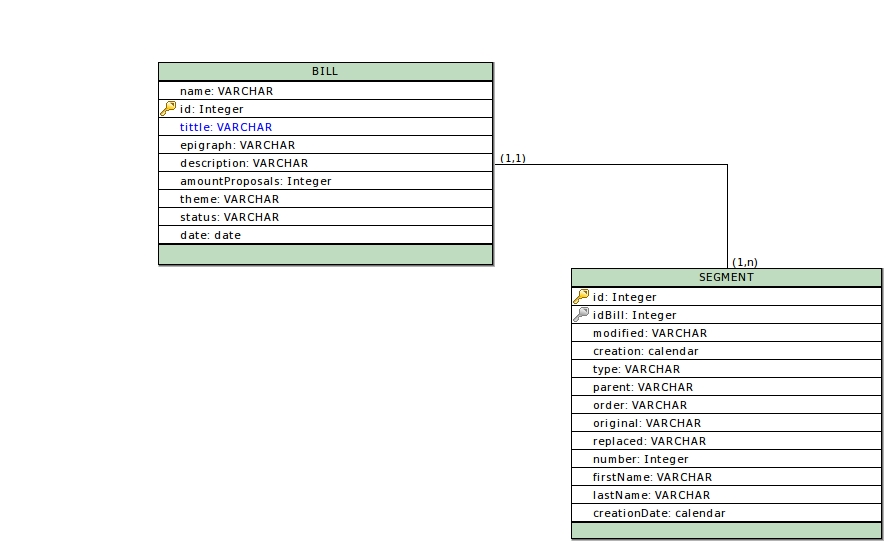 BILL
name: VARCHAR
id: Integer
tittle: VARCHAR
epigraph: VARCHAR
description: VARCHAR
amountProposals: Integer
theme: VARCHAR
status: VARCHAR
date: date
(1,1)
(1,n)
SEGMENT
id: Integer
idBill: Integer
modified: VARCHAR
creation: calendar
type: VARCHAR
parent: VARCHAR
order: VARCHAR
original: VARCHAR
replaced: VARCHAR
number: Integer
firstName: VARCHAR
lastName: VARCHAR
creationDate: calendar